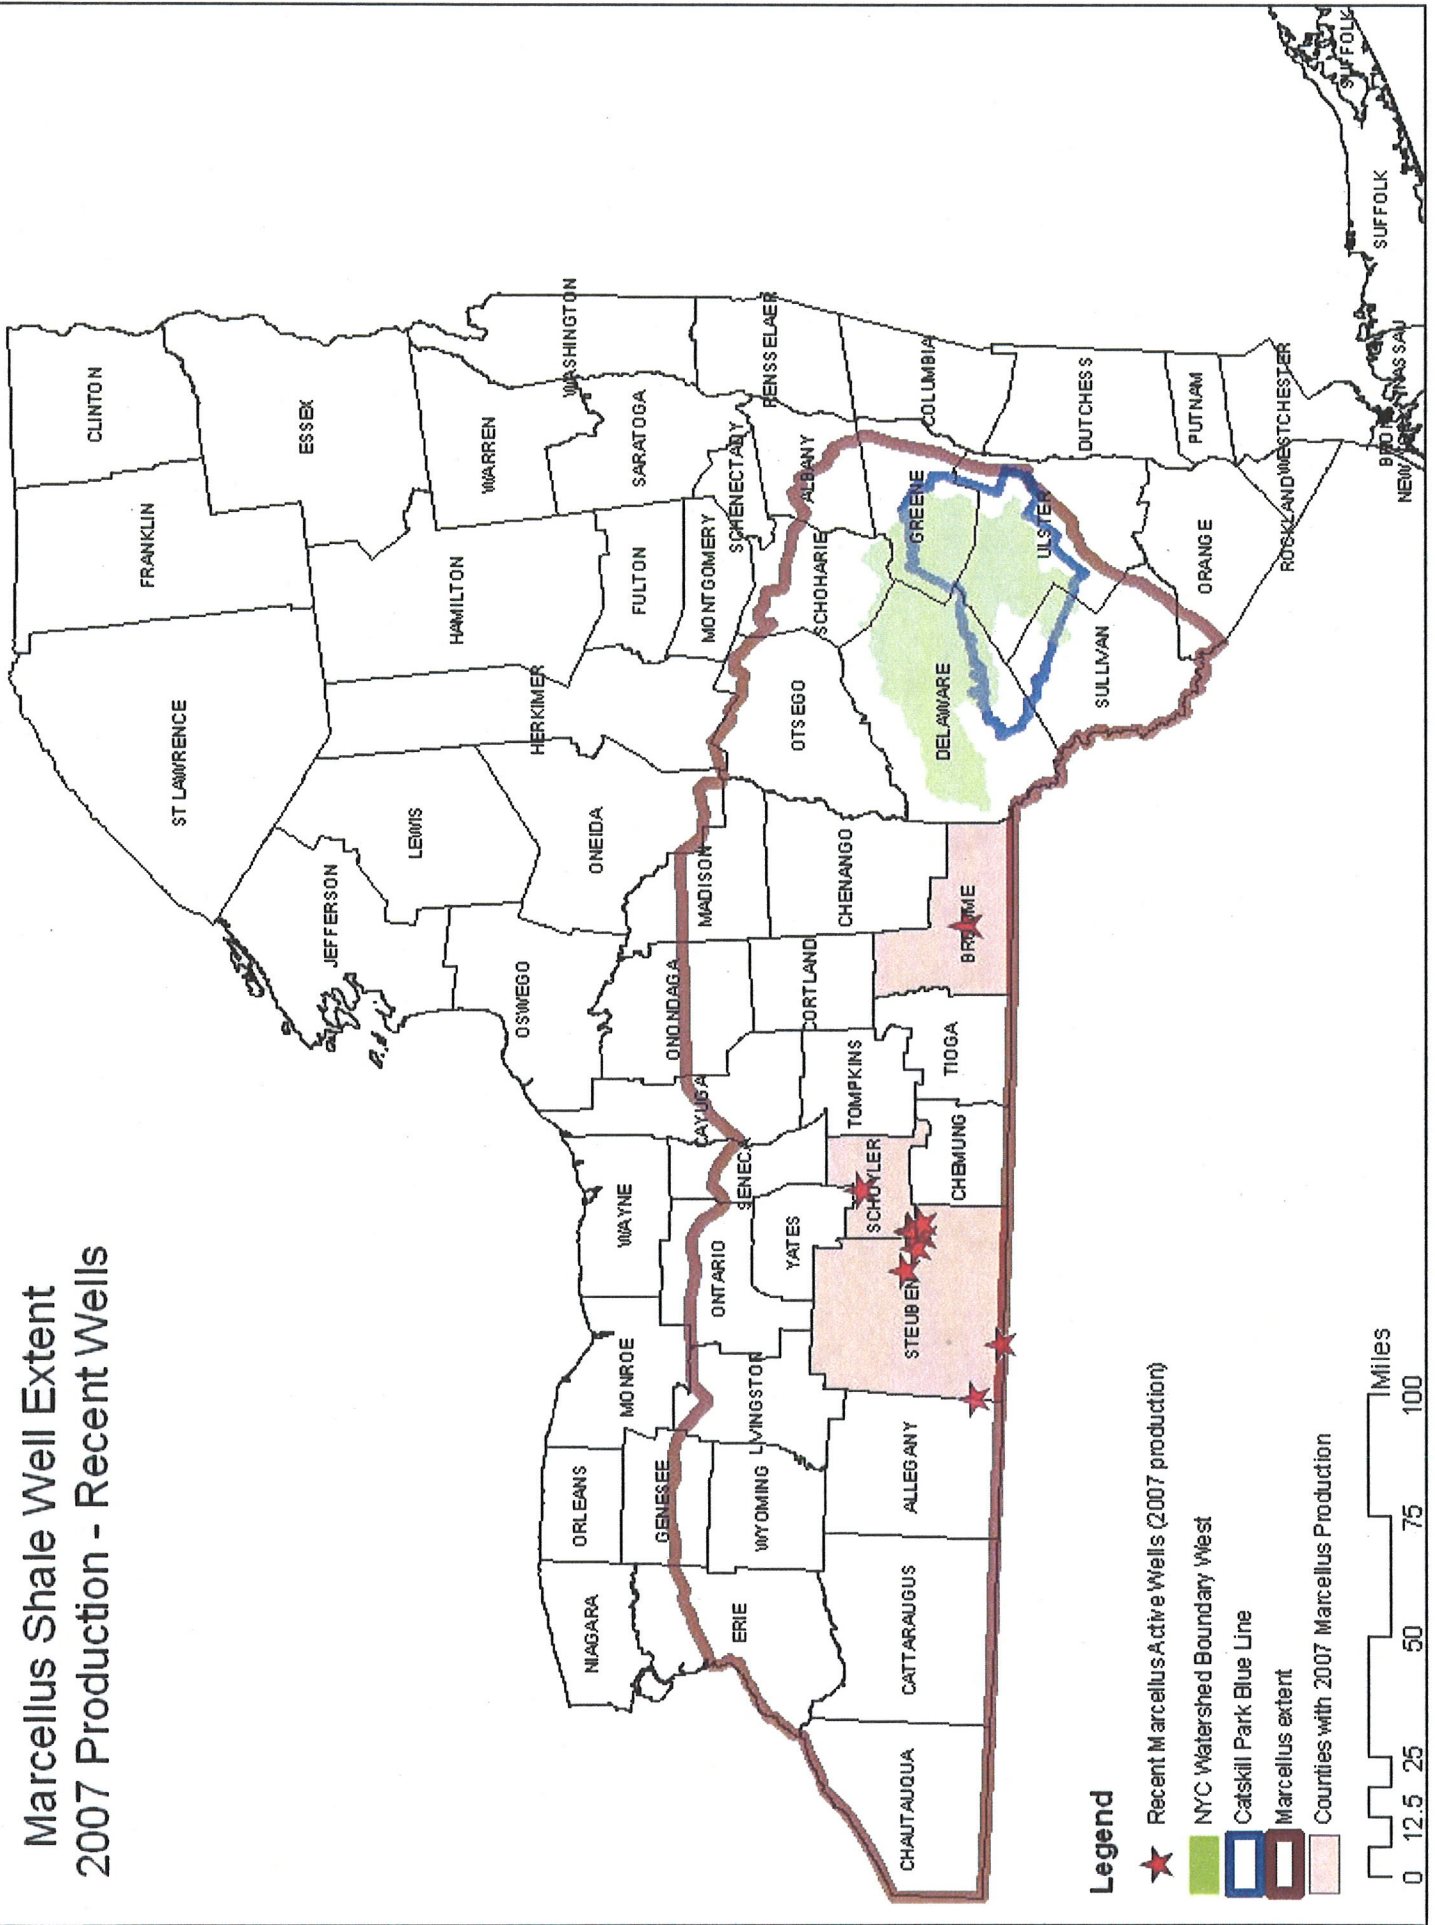 Marcellus Shale Well Extent
2007 Production - Recent Wells
CLINTON
FRANKLIN
ST LAWRENCE
ESSEX
JEFFERSON
LEWIS
HERKIMER
HAMILTON
WARREN
WASHINGTON
OSWEGO
ONEIDA
FULTON
SARATOGA
NIAGARA
ORLEANS
MONROE
WAYNE
GENESEE
ONTARIO
SENECA
CAYUGA
ONONDAGA
MADISON
MONTGOMERY
SCHENECTADY
RENSSELAER
ERIE
WYOMING
LIVINGSTON
YATES
CORTLAND
CHENANGO
OTSEGO
SCHOHARIE
ALBANY
TOMPKINS
SCHUYLER
CHAUTAUQUA
CATTARAUGUS
ALLEGANY
STEUBEN
CHEMUNG
TIOGA
BROOME
DELAWARE
GREENE
COLUMBIA
ULSTER
DUTCHESS
SULLIVAN
ORANGE
PUTNAM
ROCKLAND
WESTCHESTER
NASSAU
SUFFOLK
SUFFOLK
Legend
Recent Marcellus Active Wells (2007 production)
NYC Watershed Boundary West
Catskill Park Blue Line
Marcellus extent
Counties with 2007 Marcellus Production
0 12.5 25 50 75 100
Miles